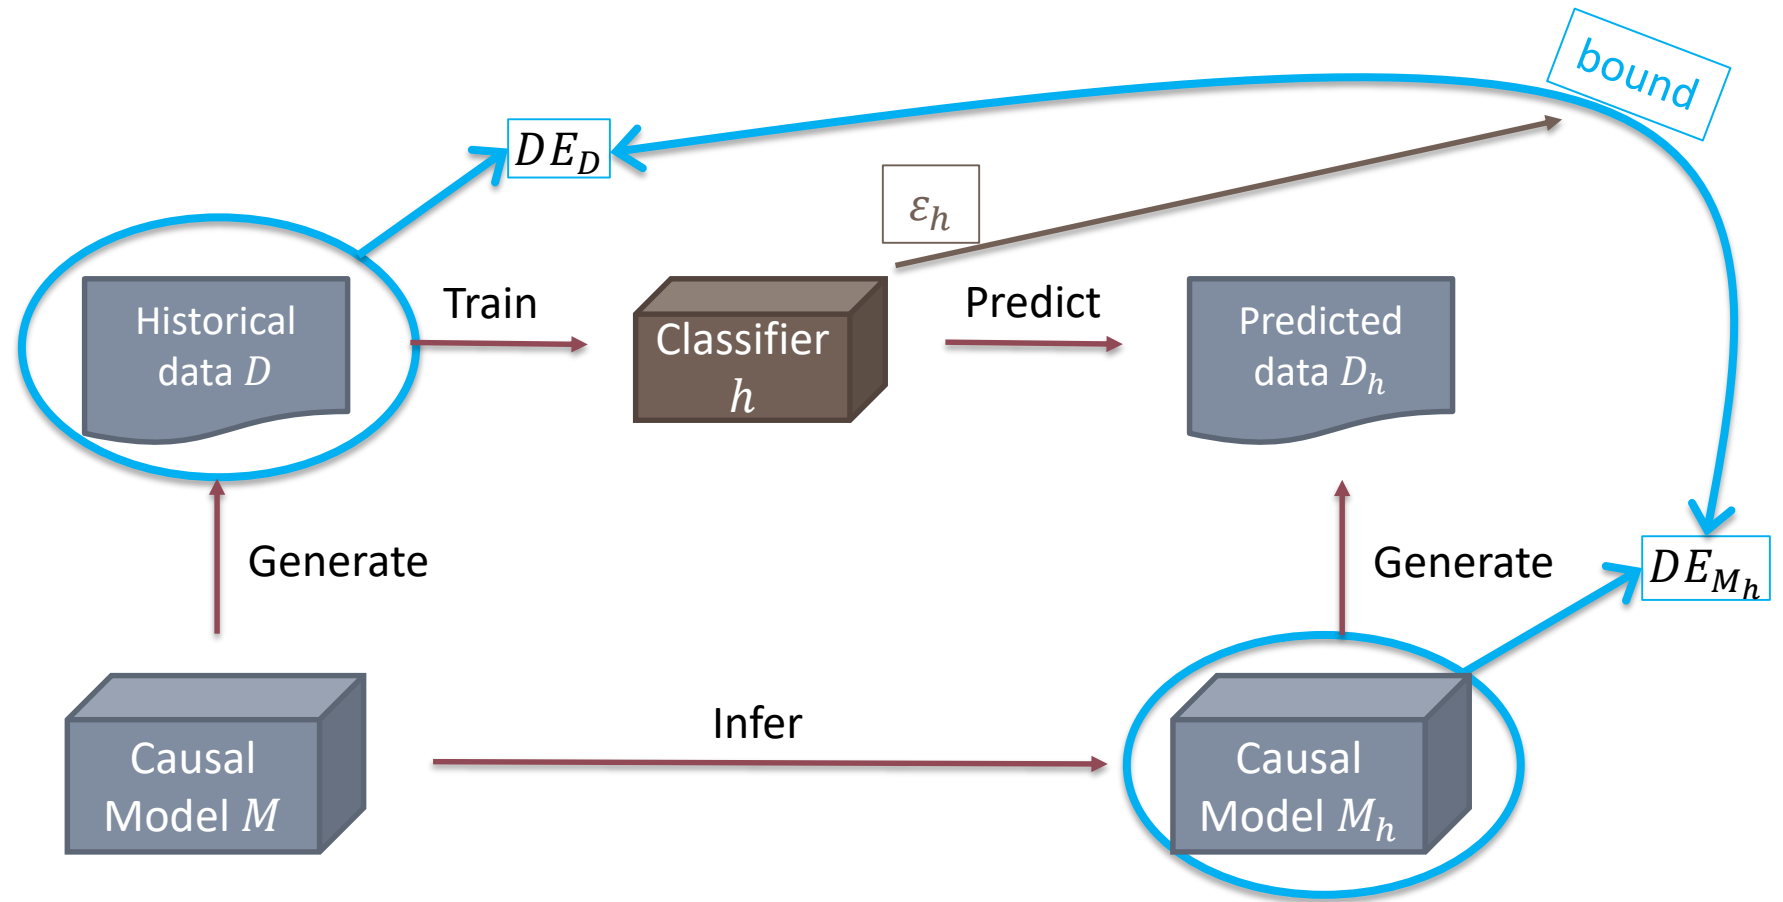 bound
DE_D
ε_h
Historical
data D
Train
Classifier
h
Predict
Predicted
data D_h
Generate
Generate
DE_{M_h}
Causal
Model M
Infer
Causal
Model M_h